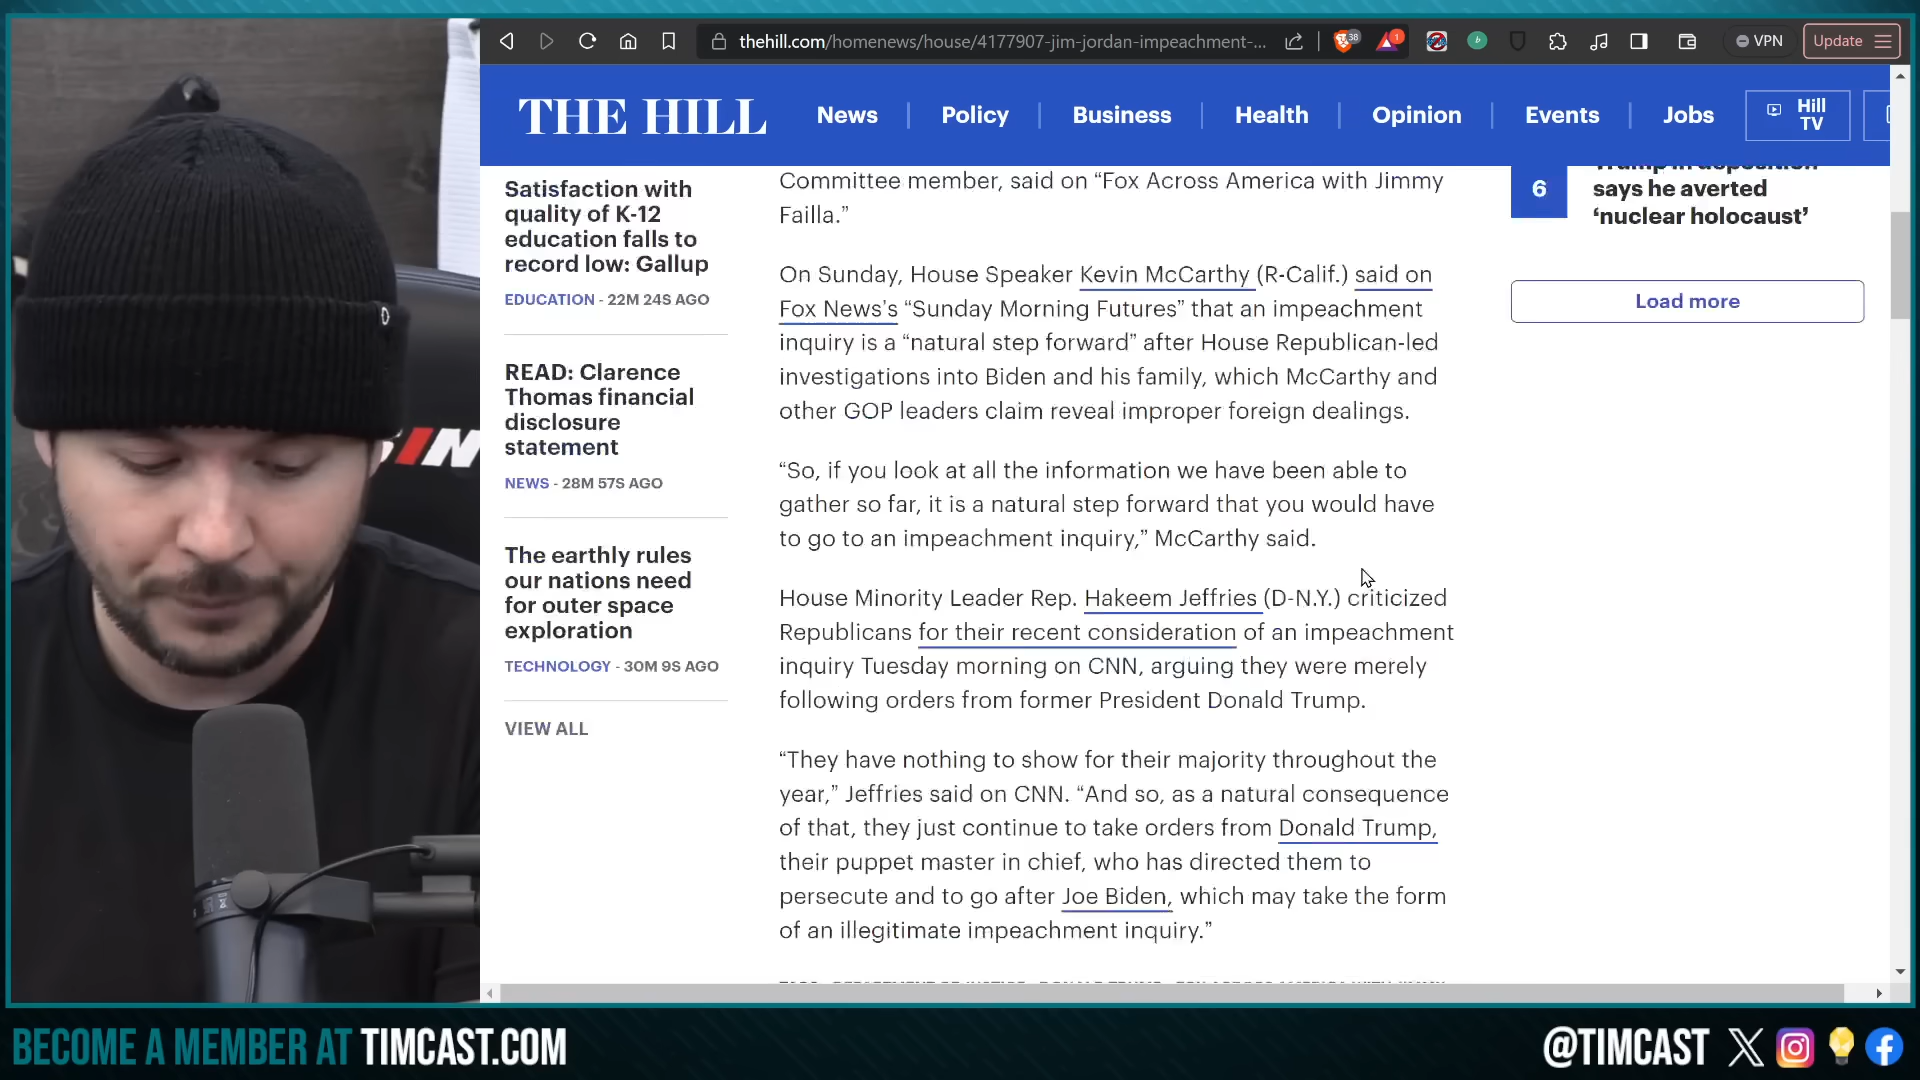 thehill.com/homenews/house/4177907-jim-jordan-impeachment-...
38
1
b
VPN
Update
THE HILL
News
Policy
Business
Health
Opinion
Events
Jobs
Hill
TV
Satisfaction with
quality of K-12
education falls to
record low: Gallup
EDUCATION - 22M 24S AGO
READ: Clarence
Thomas financial
disclosure
statement
NEWS - 28M 57S AGO
The earthly rules
our nations need
for outer space
exploration
TECHNOLOGY - 30M 9S AGO
VIEW ALL
Committee member, said on “Fox Across America with Jimmy
Failla.”
On Sunday, House Speaker Kevin McCarthy (R-Calif.) said on
Fox News’s “Sunday Morning Futures” that an impeachment
inquiry is a “natural step forward” after House Republican-led
investigations into Biden and his family, which McCarthy and
other GOP leaders claim reveal improper foreign dealings.
“So, if you look at all the information we have been able to
gather so far, it is a natural step forward that you would have
to go to an impeachment inquiry,” McCarthy said.
House Minority Leader Rep. Hakeem Jeffries (D-N.Y.) criticized
Republicans for their recent consideration of an impeachment
inquiry Tuesday morning on CNN, arguing they were merely
following orders from former President Donald Trump.
“They have nothing to show for their majority throughout the
year,” Jeffries said on CNN. “And so, as a natural consequence
of that, they just continue to take orders from Donald Trump,
their puppet master in chief, who has directed them to
persecute and to go after Joe Biden, which may take the form
of an illegitimate impeachment inquiry.”
6
Trump in deposition
says he averted
‘nuclear holocaust’
Load more
BECOME A MEMBER AT TIMCAST.COM
@TIMCAST